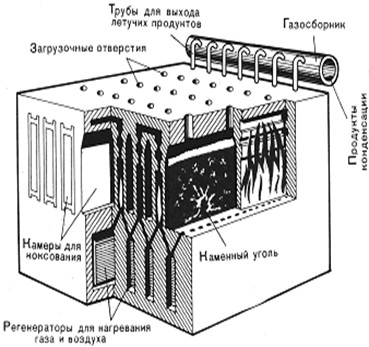 Трубы для выхода
летучих продуктов
Газосборник
Загрузочные отверстия
Продукты
конденсации
Камеры для
коксования
Каменный уголь
Регенераторы для нагревания
газа и воздуха